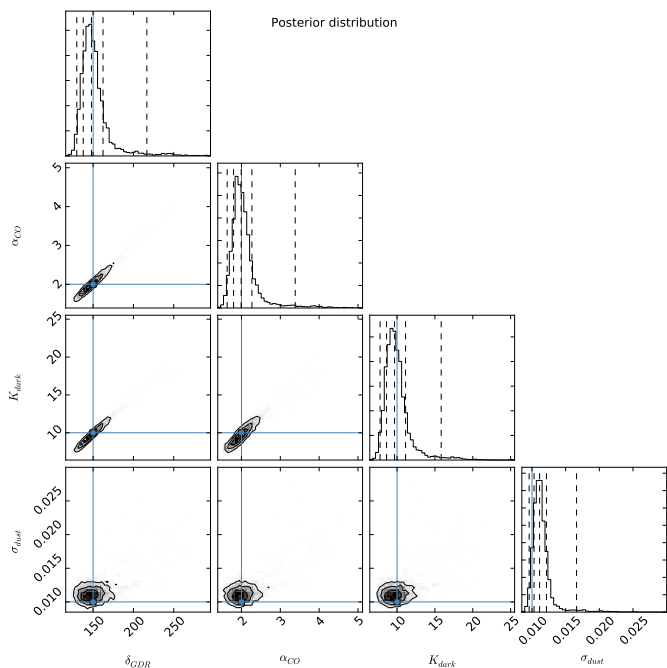 Posterior distribution
5
4
3
2
α_CO
25
20
15
10
K_dark
0.025
0.020
0.015
0.010
σ_dust
150 200 250
2 3 4 5
10 15 20 25
0.010 0.015 0.020 0.025
δ_GDR α_CO K_dark σ_dust